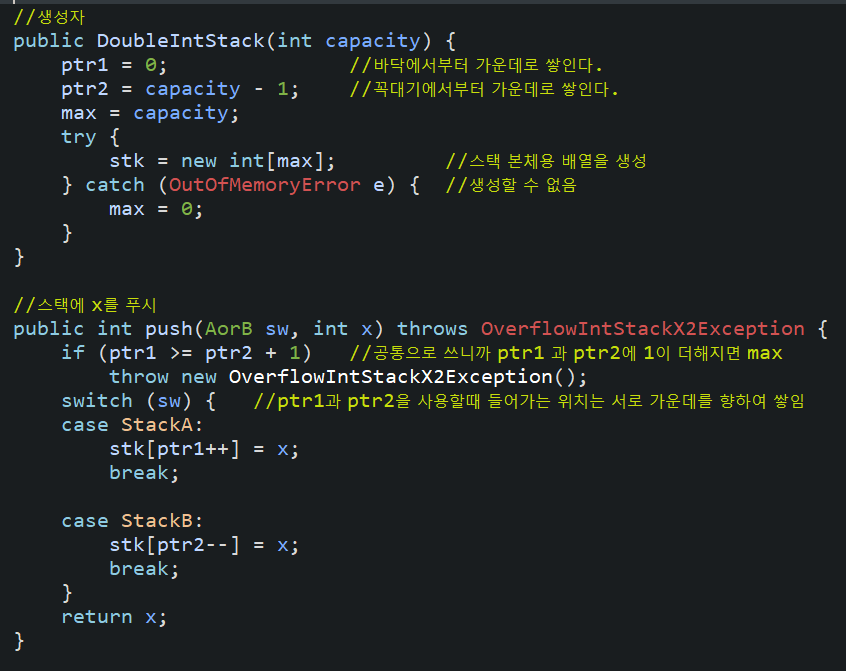 //생성자
public DoubleIntStack(int capacity) {
    ptr1 = 0;               //바닥에서부터 가운데로 쌓인다.
    ptr2 = capacity - 1;    //꼭대기에서부터 가운데로 쌓인다.
    max = capacity;
    try {
        stk = new int[max];         //스택 본체용 배열을 생성
    } catch (OutOfMemoryError e) {  //생성할 수 없음
        max = 0;
    }
}
//스택에 x를 푸시
public int push(AorB sw, int x) throws OverflowIntStackX2Exception {
    if (ptr1 >= ptr2 + 1)   //공통으로 쓰니까 ptr1 과 ptr2에 1이 더해지면 max
        throw new OverflowIntStackX2Exception();
    switch (sw) {   //ptr1과 ptr2을 사용할때 들어가는 위치는 서로 가운데를 향하여 쌓임
    case StackA:
        stk[ptr1++] = x;
        break;
    case StackB:
        stk[ptr2--] = x;
        break;
    }
    return x;
}